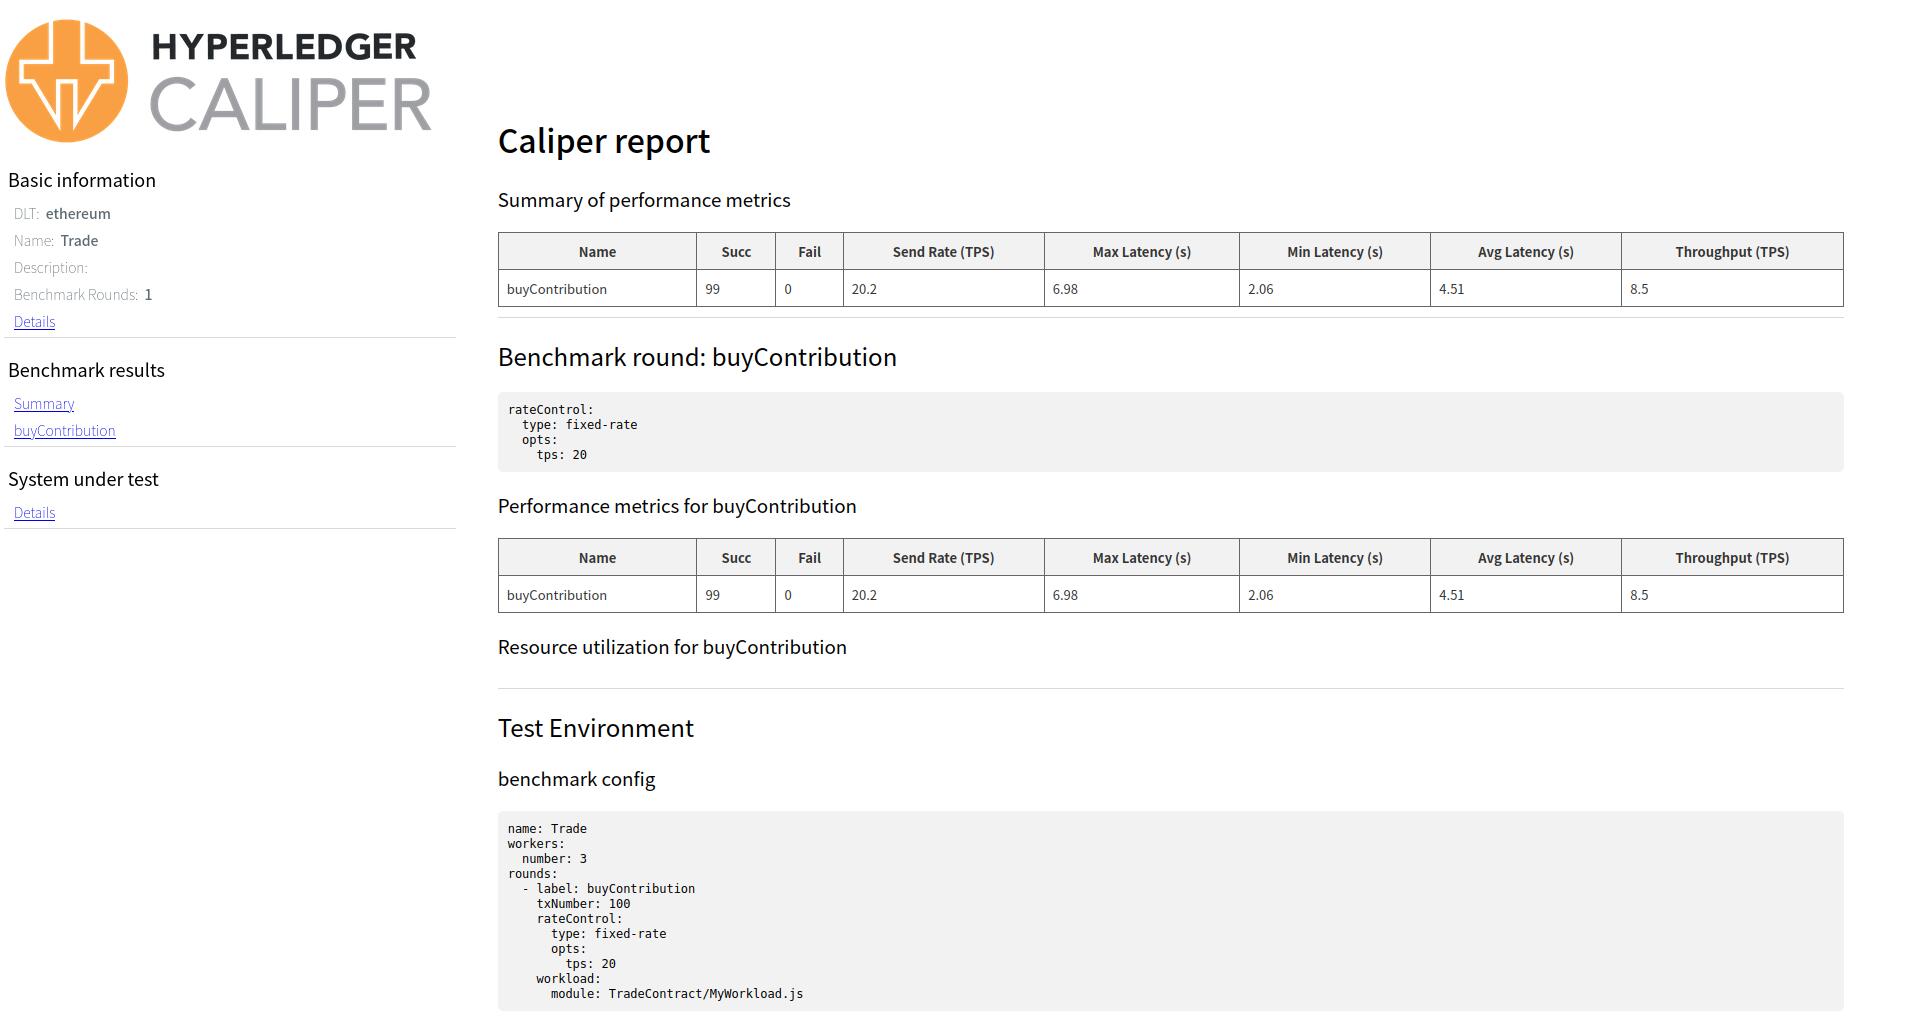 HYPERLEDGER
CALIPER
Basic information
DLT: ethereum
Name: Trade
Description:
Benchmark Rounds: 1
Details
Benchmark results
Summary
buyContribution
System under test
Details
Caliper report
Summary of performance metrics
Name Succ Fail Send Rate (TPS) Max Latency (s) Min Latency (s) Avg Latency (s) Throughput (TPS)
buyContribution 99 0 20.2 6.98 2.06 4.51 8.5
Benchmark round: buyContribution
rateControl:
  type: fixed-rate
  opts:
    tps: 20
Performance metrics for buyContribution
Name Succ Fail Send Rate (TPS) Max Latency (s) Min Latency (s) Avg Latency (s) Throughput (TPS)
buyContribution 99 0 20.2 6.98 2.06 4.51 8.5
Resource utilization for buyContribution
Test Environment
benchmark config
name: Trade
workers:
  number: 3
rounds:
  - label: buyContribution
    txNumber: 100
    rateControl:
      type: fixed-rate
      opts:
        tps: 20
    workload:
      module: TradeContract/MyWorkload.js